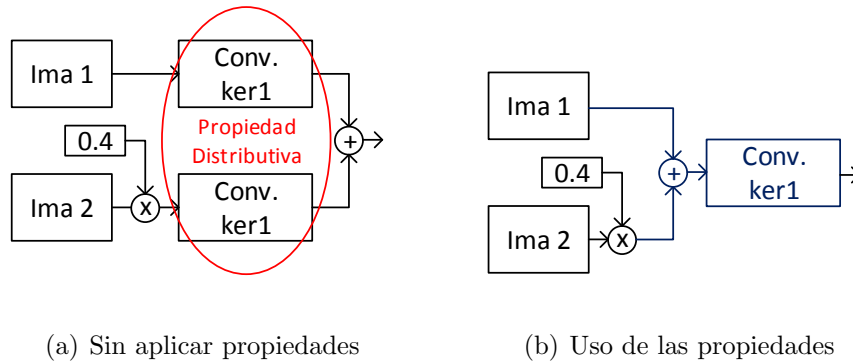 Ima 1
Conv.
ker1
0.4
Propiedad
Distributiva
+
Ima 2
x
Conv.
ker1
(a) Sin aplicar propiedades
Ima 1
0.4
+
Conv.
ker1
Ima 2
x
(b) Uso de las propiedades